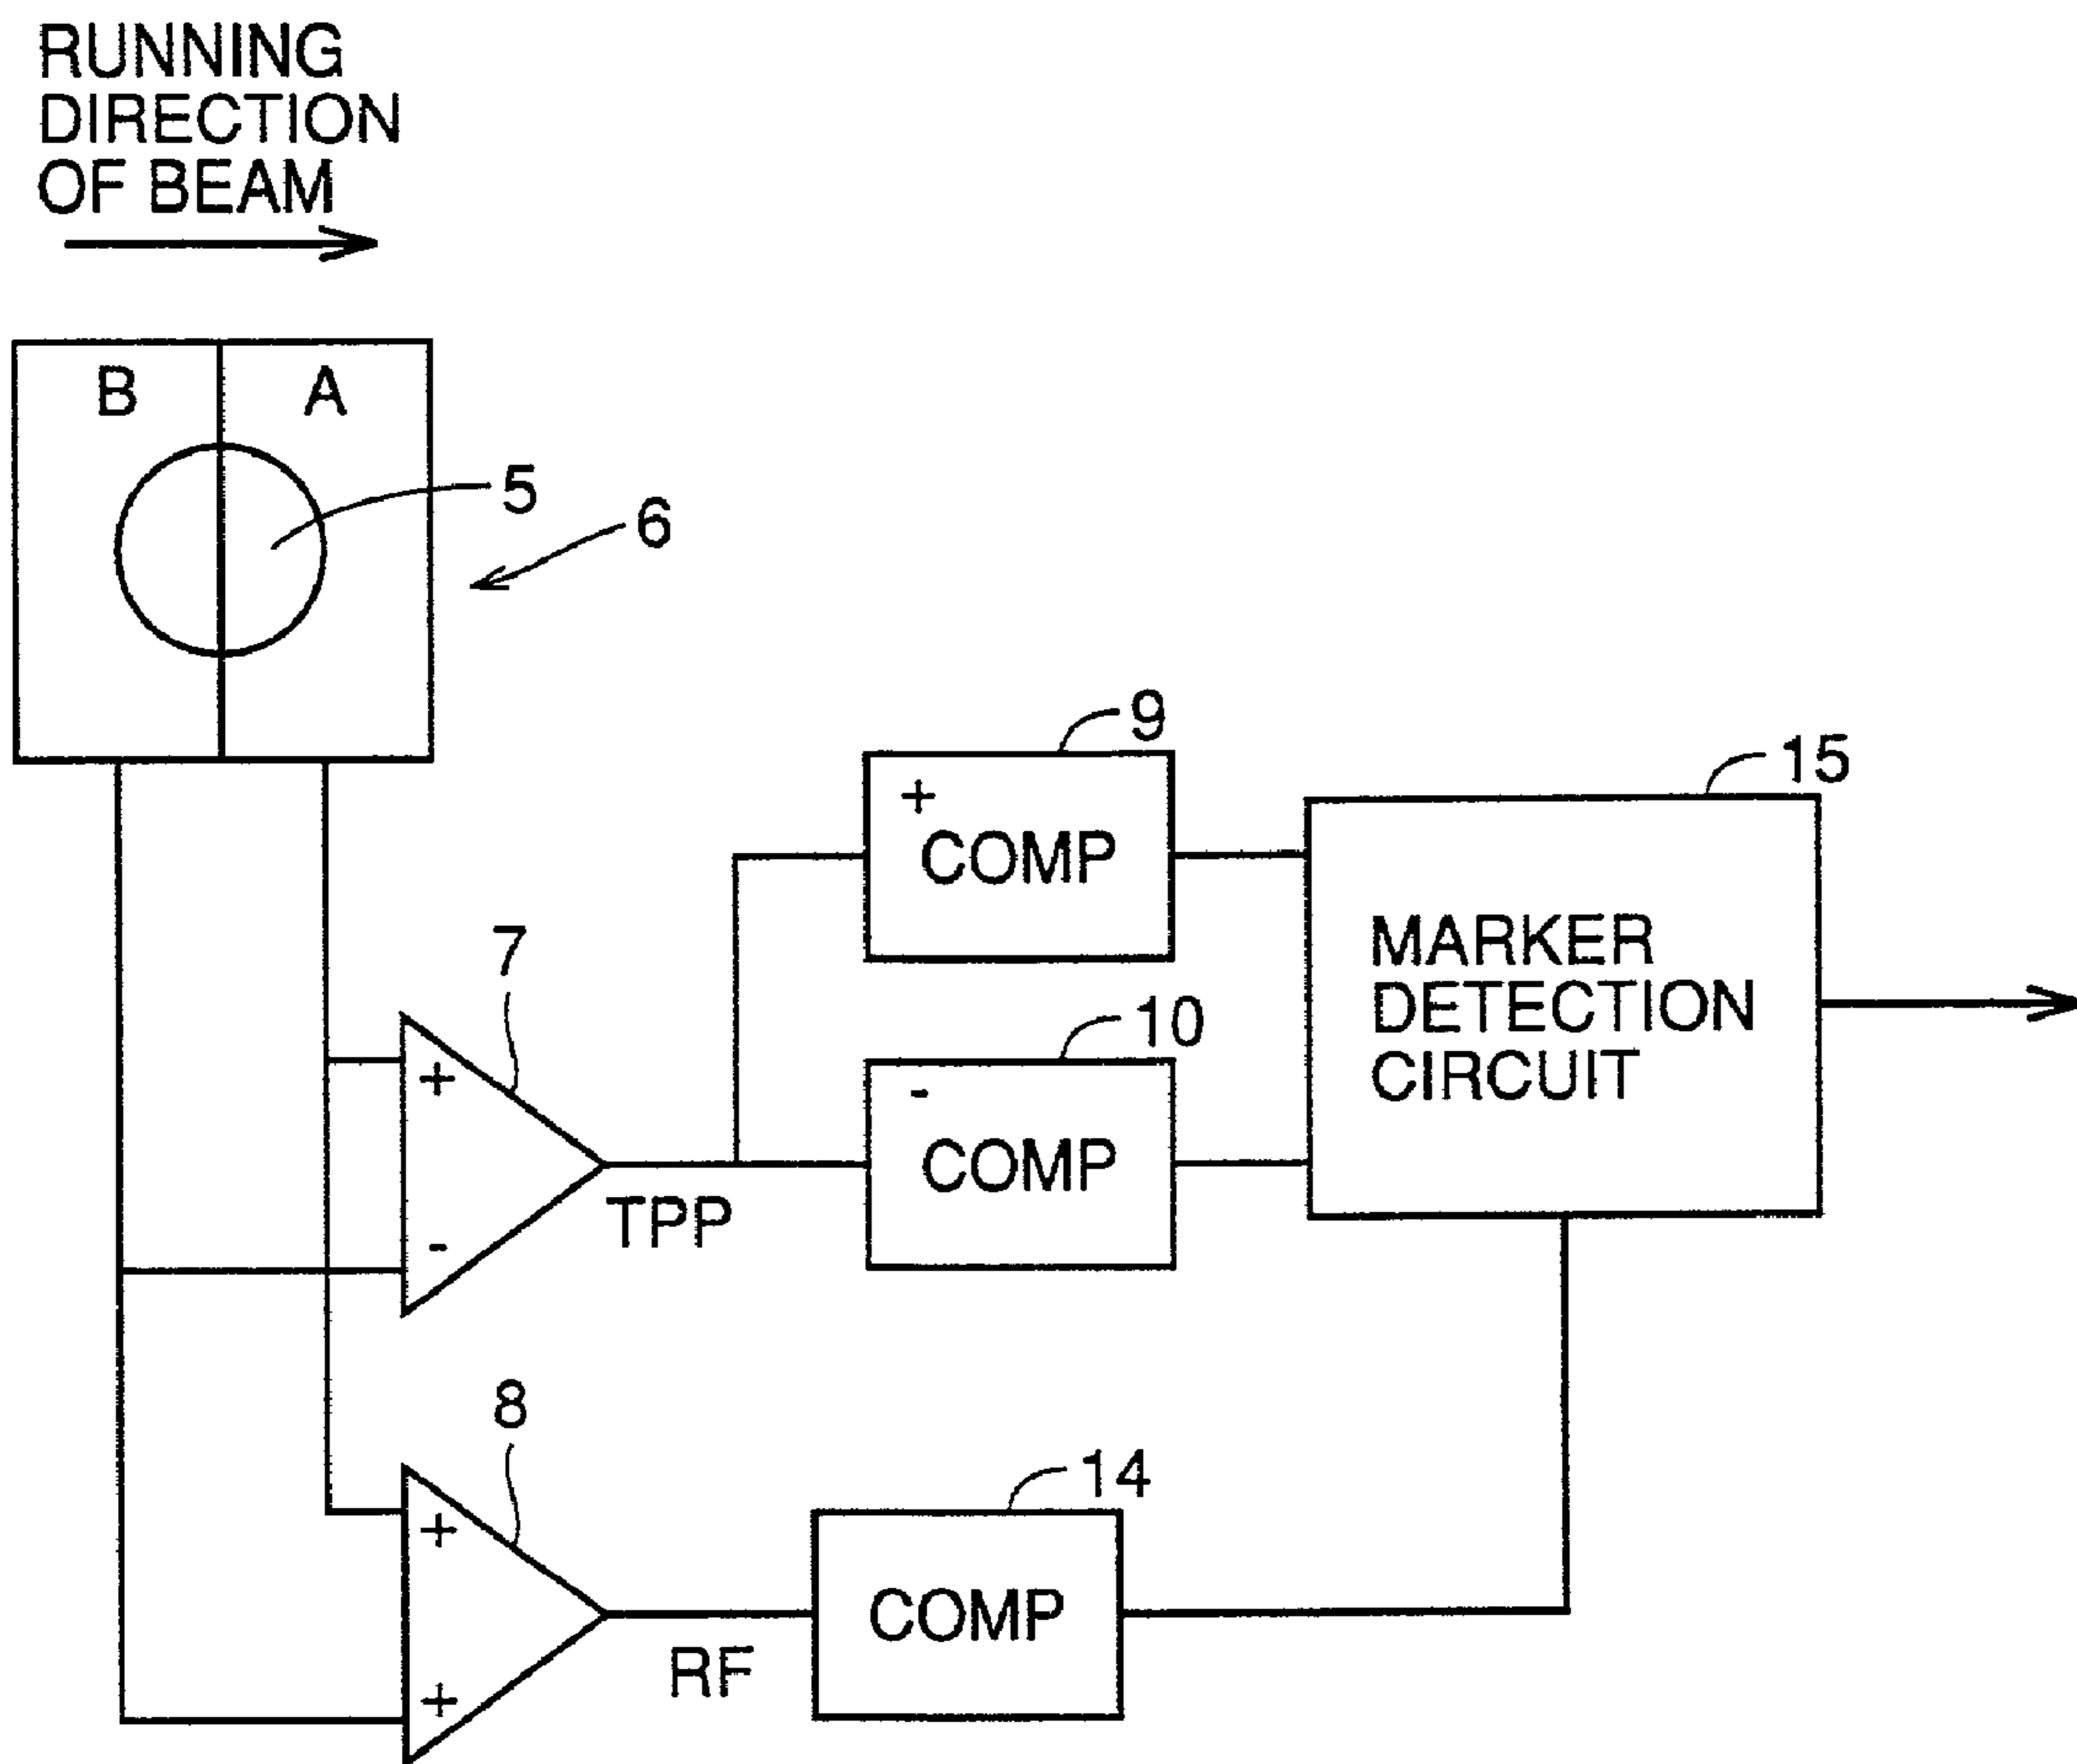 RUNNING
DIRECTION
OF BEAM
B
A
5
6
9
15
+
COMP
MARKER
DETECTION
CIRCUIT
7
10
+
-
COMP
-
TPP
8
14
+
COMP
+
RF